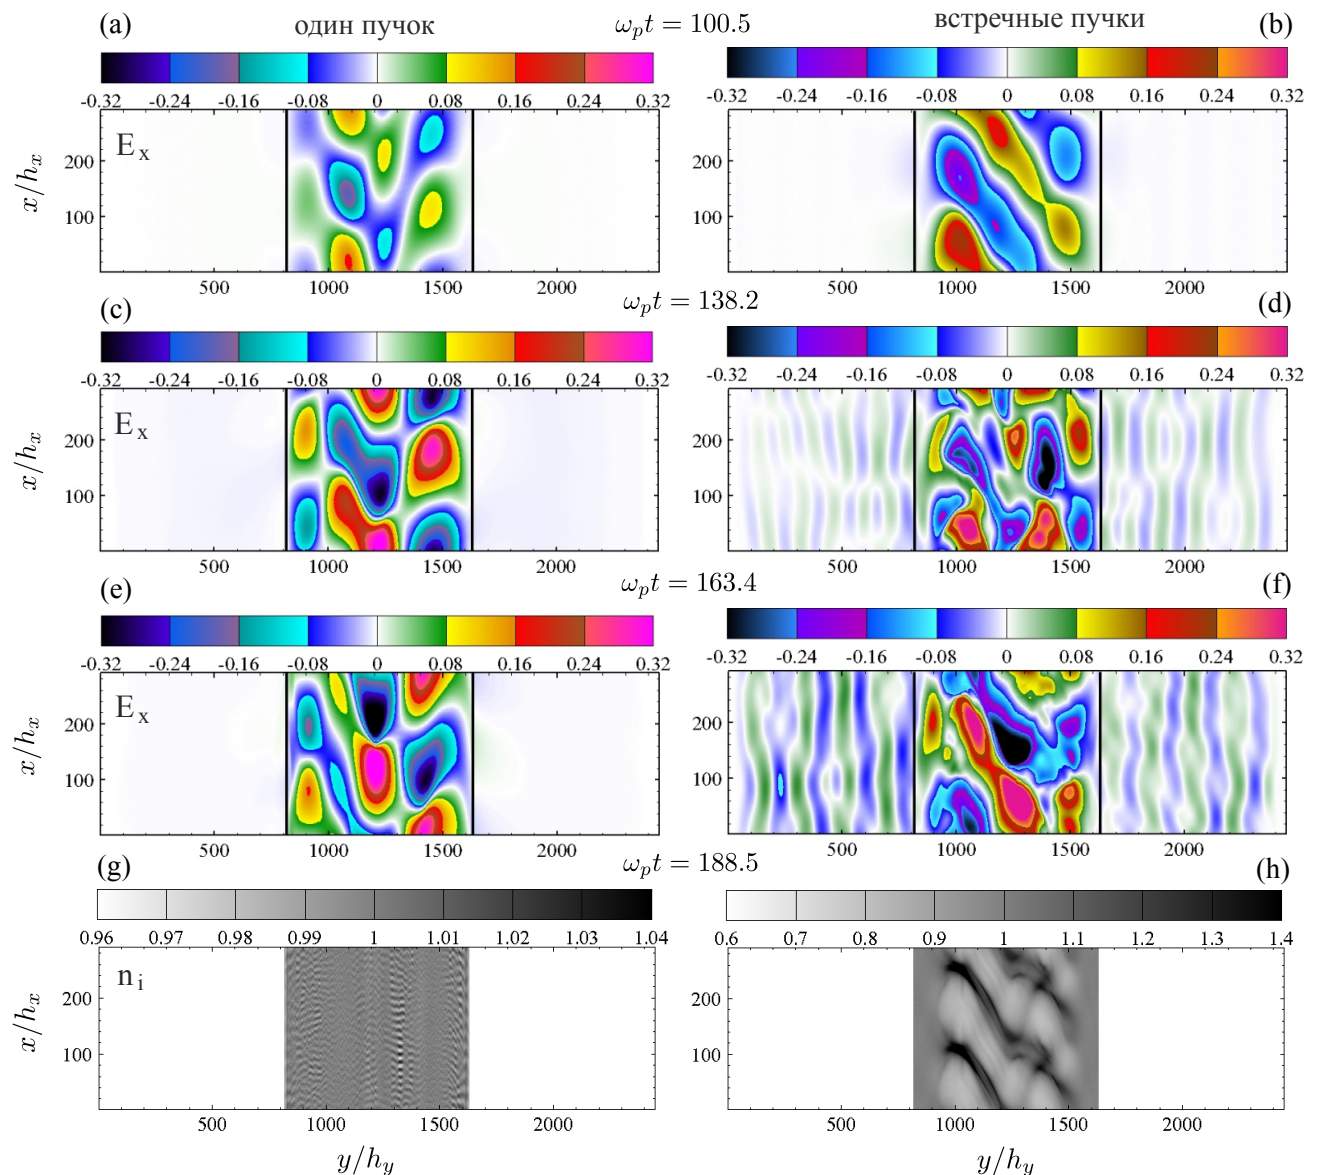 (a) один пучок ω_p t = 100.5 встречные пучки (b)
-0.32 -0.24 -0.16 -0.08 0 0.08 0.16 0.24 0.32 -0.32 -0.24 -0.16 -0.08 0 0.08 0.16 0.24 0.32
E_x
x/h_x 200 200
100 100
500 1000 1500 2000 500 1000 1500 2000
(c) ω_p t = 138.2 (d)
-0.32 -0.24 -0.16 -0.08 0 0.08 0.16 0.24 0.32 -0.32 -0.24 -0.16 -0.08 0 0.08 0.16 0.24 0.32
E_x
x/h_x 200 200
100 100
500 1000 1500 2000 500 1000 1500 2000
(e) ω_p t = 163.4 (f)
-0.32 -0.24 -0.16 -0.08 0 0.08 0.16 0.24 0.32 -0.32 -0.24 -0.16 -0.08 0 0.08 0.16 0.24 0.32
E_x
x/h_x 200 200
100 100
500 1000 1500 2000 500 1000 1500 2000
(g) ω_p t = 188.5 (h)
0.96 0.97 0.98 0.99 1 1.01 1.02 1.03 1.04 0.6 0.7 0.8 0.9 1 1.1 1.2 1.3 1.4
n_i
x/h_x 200 200
100 100
500 1000 1500 2000 500 1000 1500 2000
y/h_y y/h_y